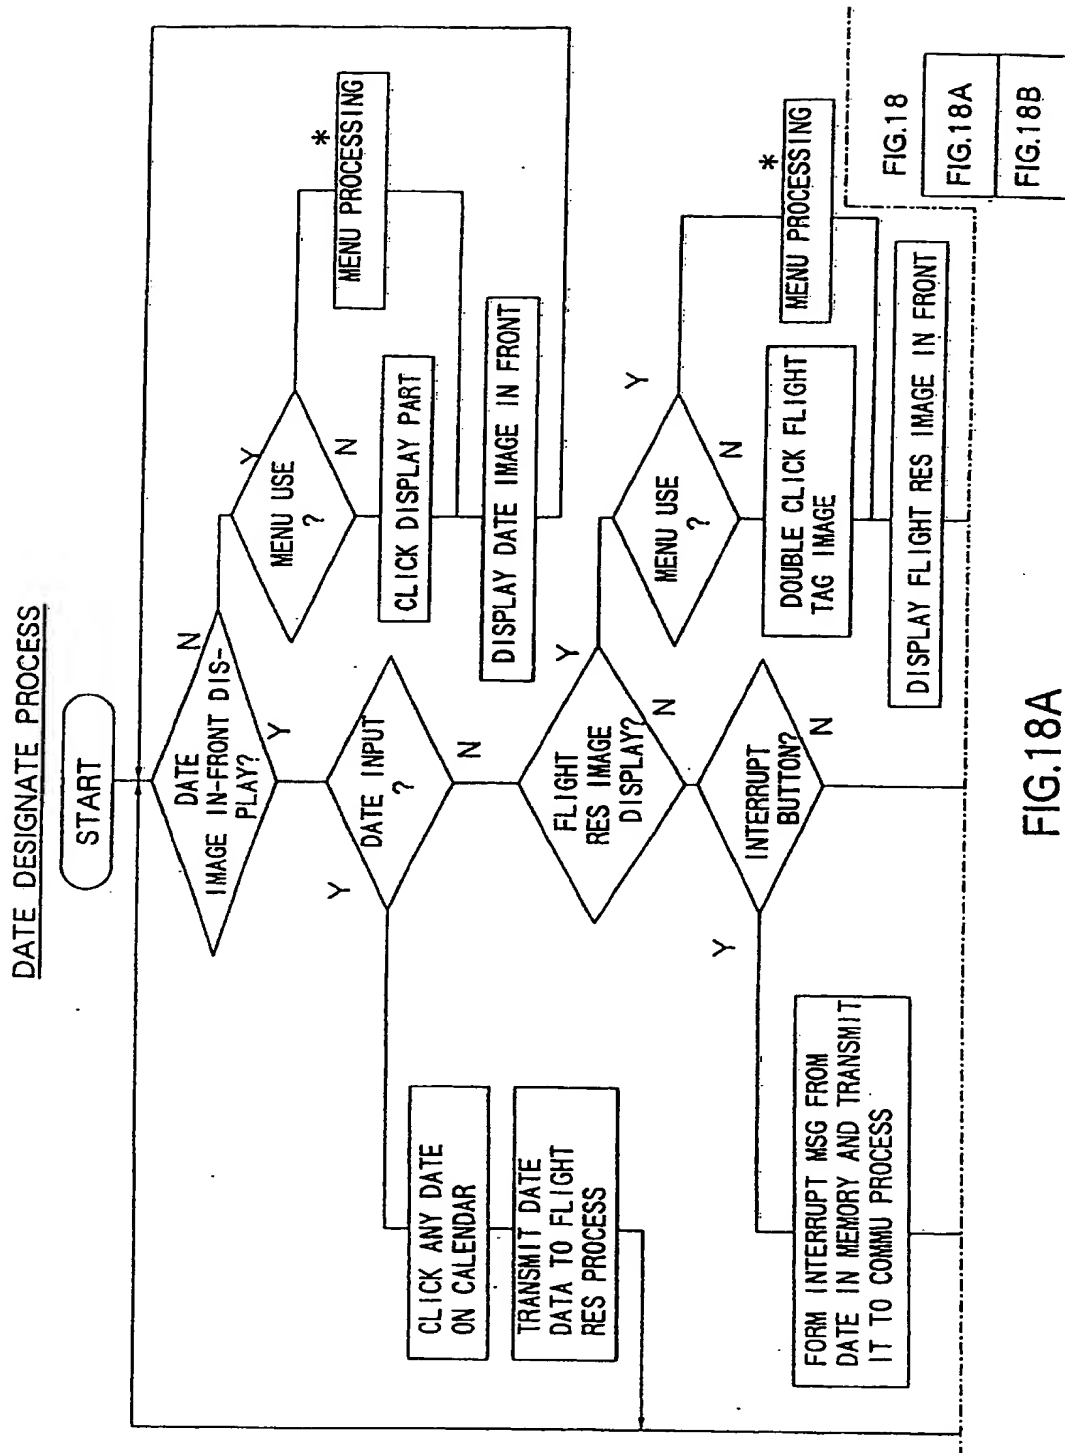 DATE DESIGNATE PROCESS
START
DATE
IMAGE IN-FRONT DIS-
PLAY?
N
Y
MENU USE
?
Y
N
*
MENU PROCESSING
CLICK DISPLAY PART
DISPLAY DATE IMAGE IN FRONT
DATE INPUT
?
Y
N
CLICK ANY DATE
ON CALENDAR
TRANSMIT DATE
DATA TO FLIGHT
RES PROCESS
FLIGHT
RES IMAGE
DISPLAY?
Y
N
MENU USE
?
Y
N
*
MENU PROCESSING
DOUBLE CLICK FLIGHT
TAG IMAGE
DISPLAY FLIGHT RES IMAGE IN FRONT
INTERRUPT
BUTTON?
Y
N
FORM INTERRUPT MSG FROM
DATE IN MEMORY AND TRANSMIT
IT TO COMMU PROCESS
FIG.18
FIG.18A
FIG.18B
FIG.18A